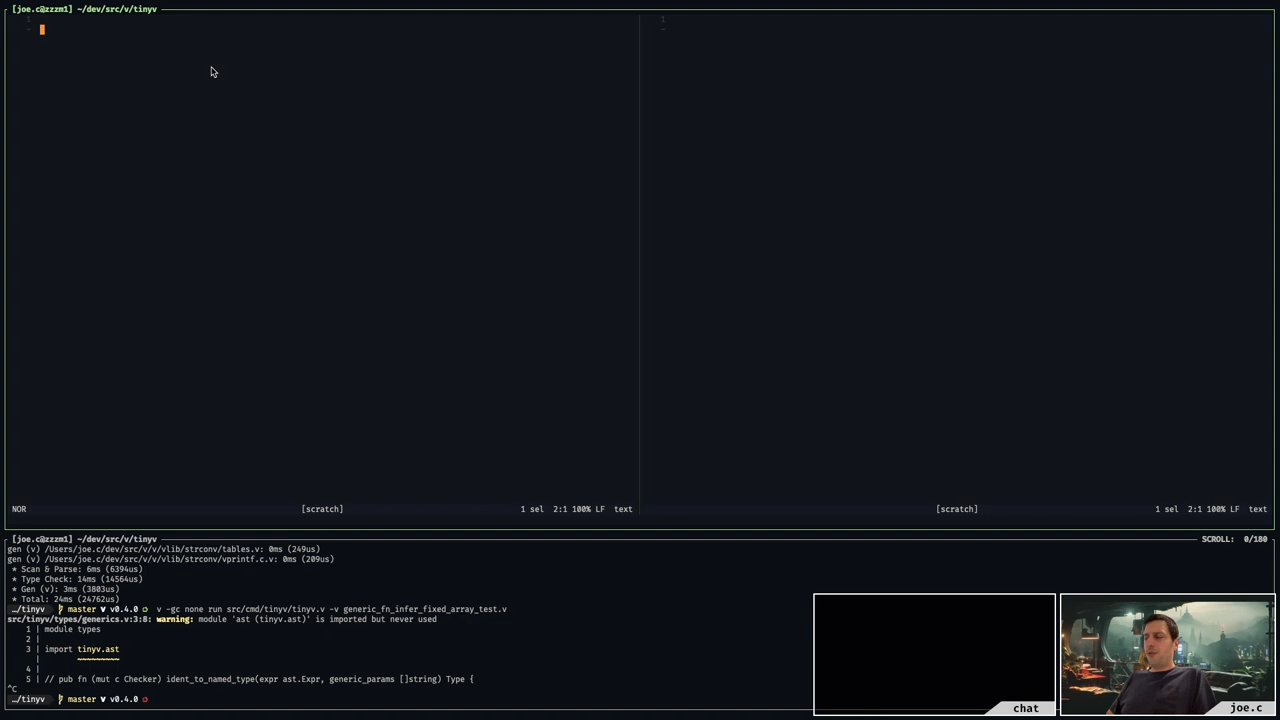 [joe.c@zzzm1] ~/dev/src/v/tinyv
1
~
1
~
NOR [scratch] 1 sel 2:1 100% LF text
[scratch] 1 sel 2:1 100% LF text
[joe.c@zzzm1] ~/dev/src/v/tinyv SCROLL: 0/180
gen (v) /Users/joe.c/dev/src/v/v/vlib/strconv/tables.v: 0ms (249us)
gen (v) /Users/joe.c/dev/src/v/v/vlib/strconv/vprintf.c.v: 0ms (209us)
* Scan & Parse: 6ms (6394us)
* Type Check: 14ms (14564us)
* Gen (v): 3ms (3803us)
* Total: 24ms (24762us)
…/tinyv master v0.4.0 v -gc none run src/cmd/tinyv/tinyv.v -v generic_fn_infer_fixed_array_test.v
src/tinyv/types/generics.v:3:8: warning: module 'ast (tinyv.ast)' is imported but never used
1 | module types
2 |
3 | import tinyv.ast
| ~~~~~~~~~
4 |
5 | // pub fn (mut c Checker) ident_to_named_type(expr ast.Expr, generic_params []string) Type {
^C
…/tinyv master v0.4.0
chat
joe.c